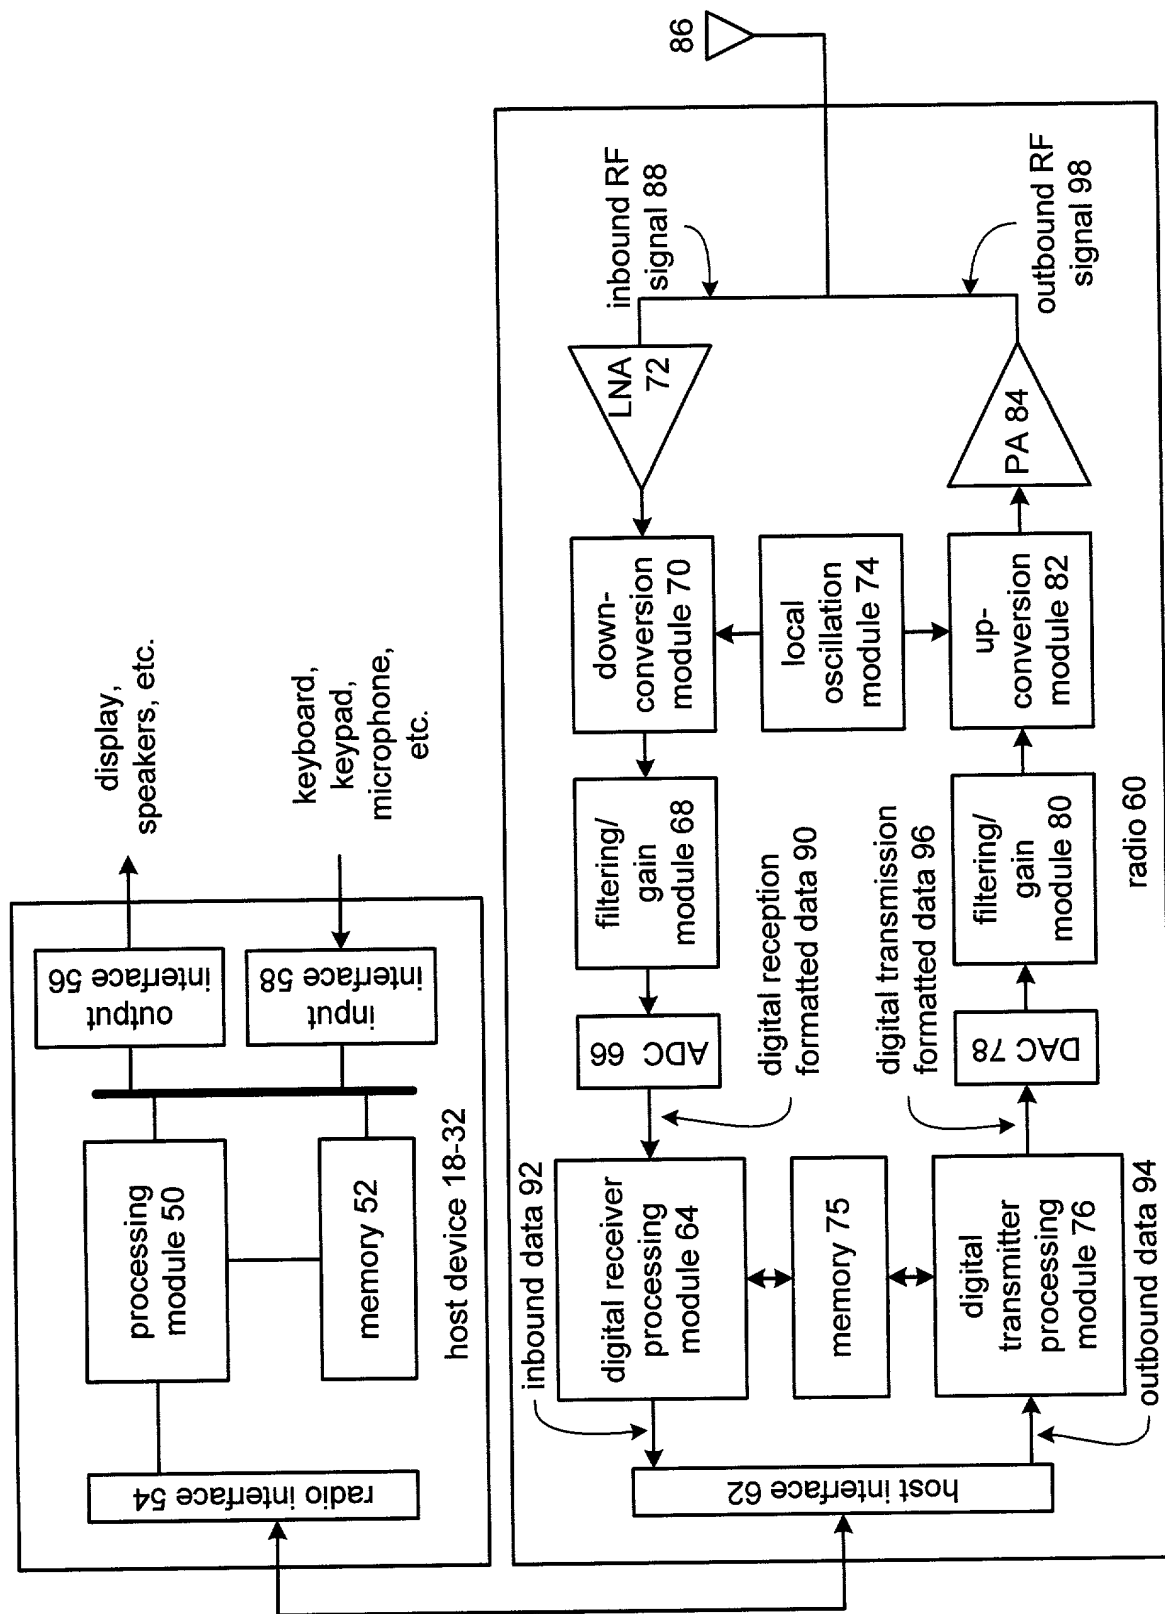 display,
speakers, etc.
keyboard,
keypad,
microphone,
etc.
output
interface 56
input
interface 58
processing
module 50
memory 52
radio interface 54
host device 18-32
86
inbound RF
signal 88
outbound RF
signal 98
LNA
72
PA 84
down-
conversion
module 70
local
oscillation
module 74
up-
conversion
module 82
filtering/
gain
module 68
filtering/
gain
module 80
radio 60
digital reception
formatted data 90
digital transmission
formatted data 96
ADC 66
DAC 78
inbound data 92
digital receiver
processing
module 64
memory 75
digital
transmitter
processing
module 76
outbound data 94
host interface 62